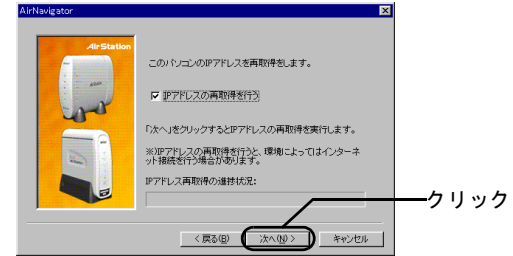 AirNavigator
AirStation
このパソコンのIPアドレスを再取得をします。
IPアドレスの再取得を行う
「次へ」をクリックするとIPアドレスの再取得を実行します。
※)IPアドレスの再取得を行うと、環境によってはインターネ
ット接続を行う場合があります。
IPアドレス再取得の進捗状況:
クリック
< 戻る(B)
次へ(N) >
キャンセル